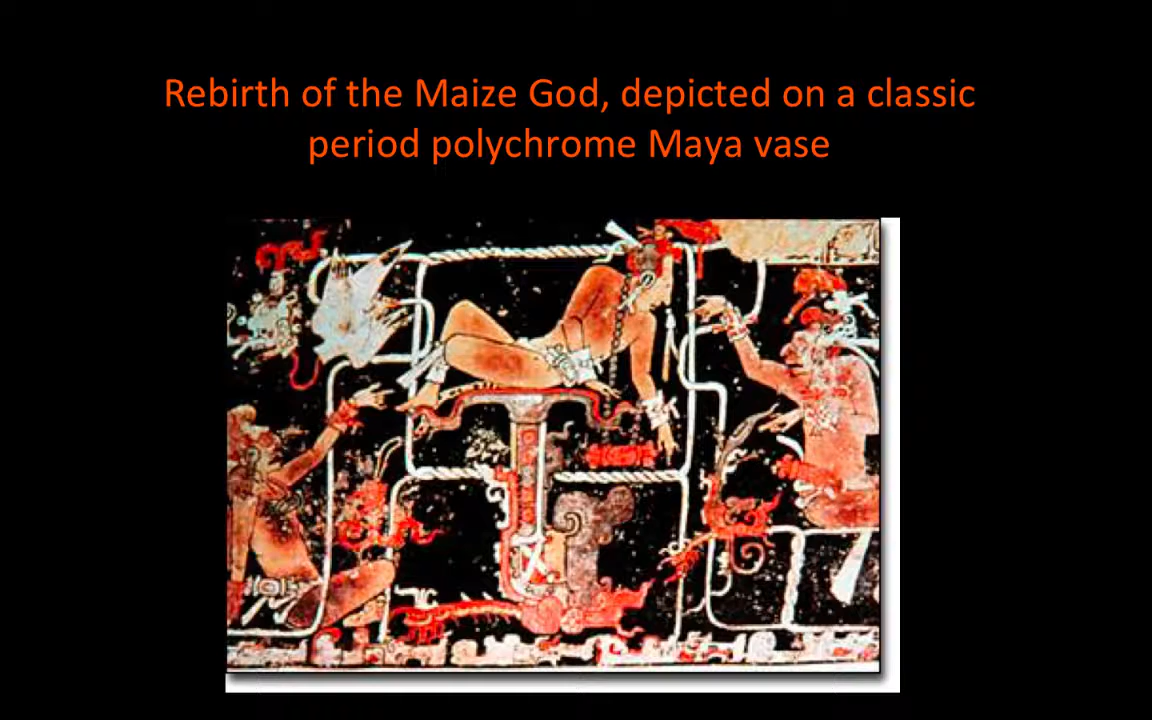 Rebirth of the Maize God, depicted on a classic
period polychrome Maya vase